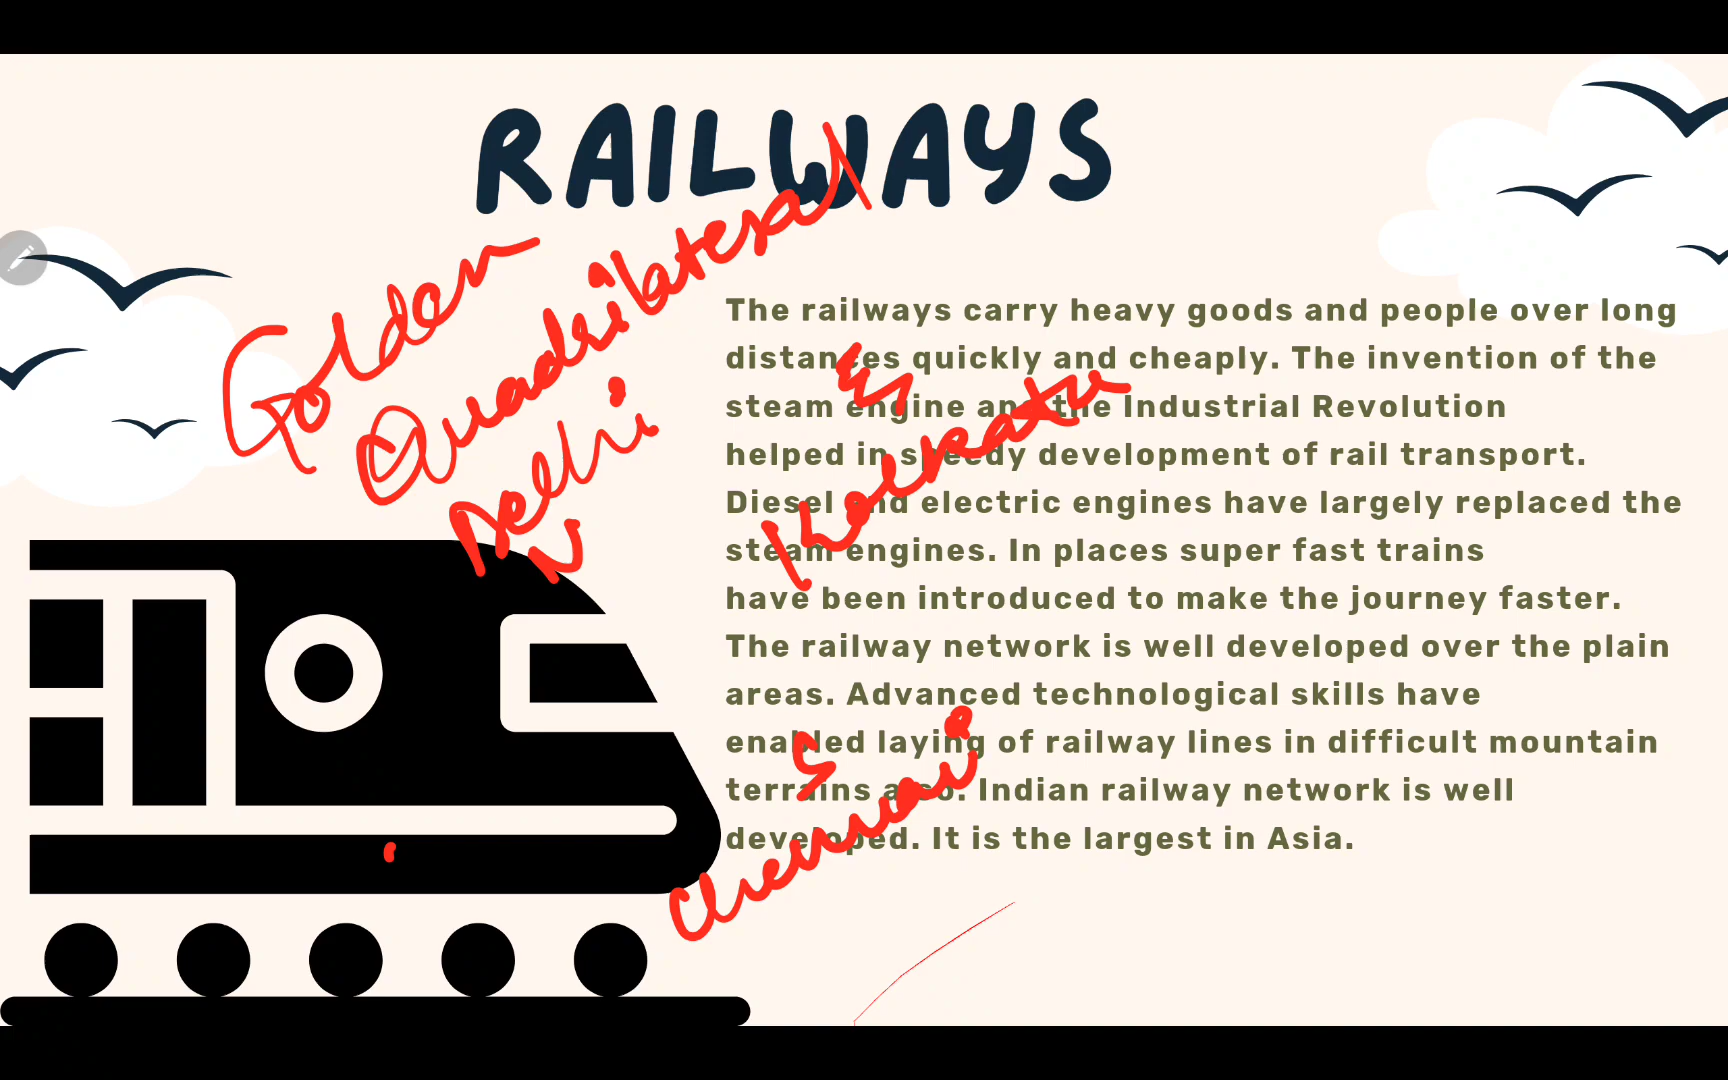 RAILWAYS
Golden
Quadrilateral
Delhi
N
The railways carry heavy goods and people over long
distances quickly and cheaply. The invention of the
steam engine and the Industrial Revolution
helped in speedy development of rail transport.
Diesel and electric engines have largely replaced the
steam engines. In places super fast trains
have been introduced to make the journey faster.
The railway network is well developed over the plain
areas. Advanced technological skills have
enabled laying of railway lines in difficult mountain
terrains also. Indian railway network is well
developed. It is the largest in Asia.
E
Kolkata
S
Chennai